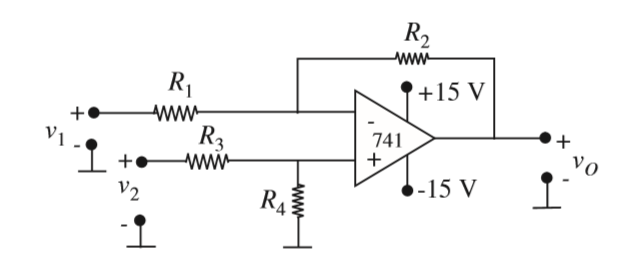 R2
R1
+15 V
+
v1
-
-
741
+
+
vO
-
R3
+
v2
-
R4
-15 V